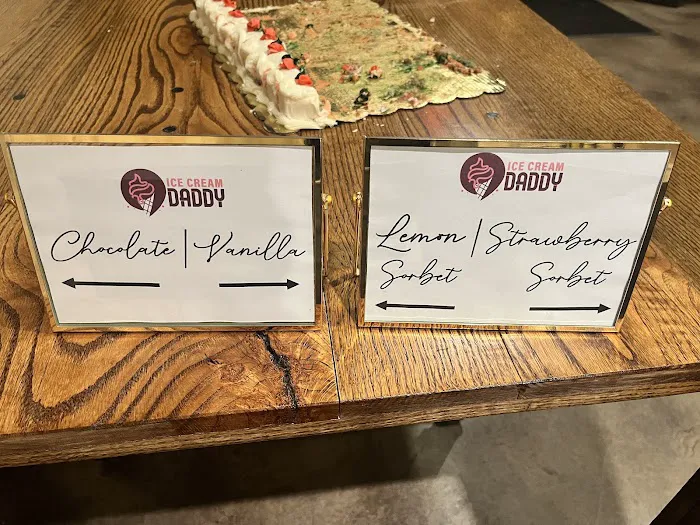 ICE CREAM
DADDY
Chocolate | Vanilla
ICE CREAM
DADDY
Lemon | Strawberry
Sorbet Sorbet